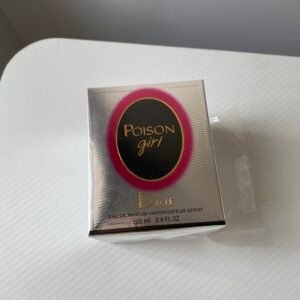 POISON
girl
Dior
EAU DE PARFUM VAPORISATEUR SPRAY
100 ml 3.4 FL.OZ